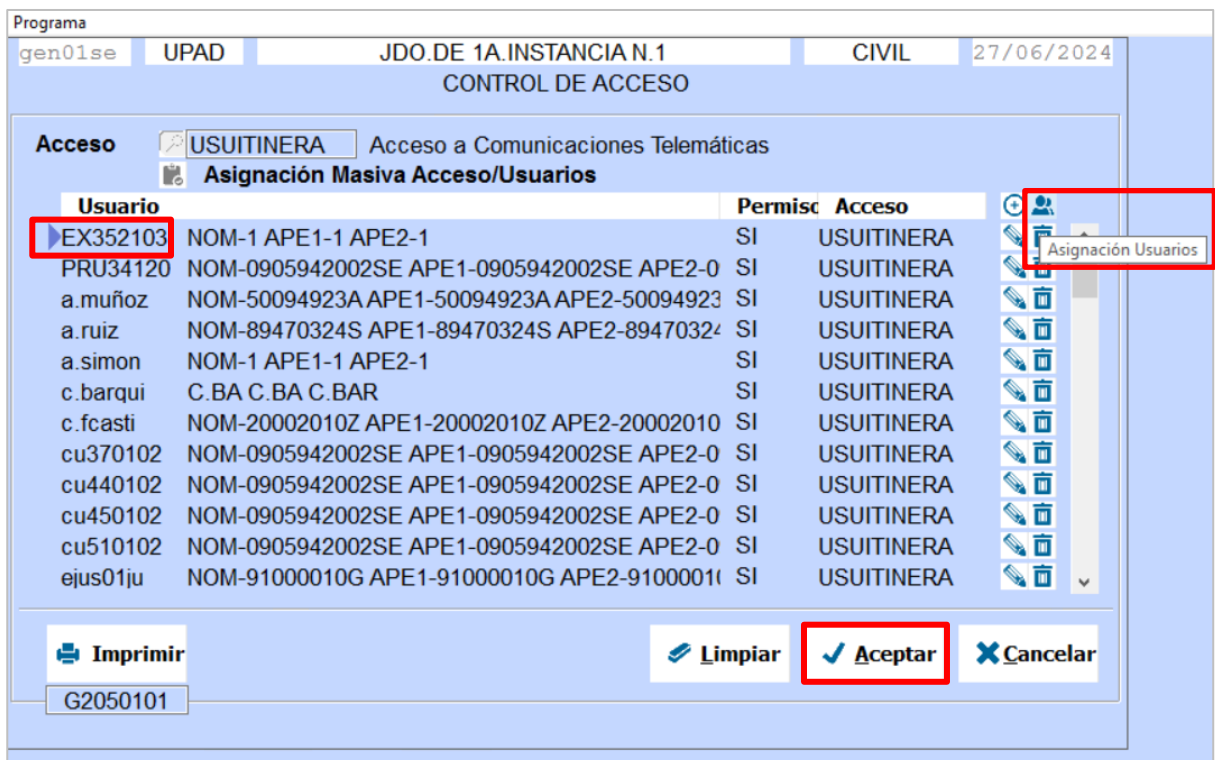 Programa
gen01se UPAD JDO.DE 1A.INSTANCIA N.1 CIVIL 27/06/2024
CONTROL DE ACCESO
Acceso USUITINERA Acceso a Comunicaciones Telemáticas
Asignación Masiva Acceso/Usuarios
Usuario Permisc Acceso
EX352103 NOM-1 APE1-1 APE2-1 SI USUITINERA
Asignación Usuarios
PRU34120 NOM-0905942002SE APE1-0905942002SE APE2-0 SI USUITINERA
a.muñoz NOM-50094923A APE1-50094923A APE2-50094923 SI USUITINERA
a.ruiz NOM-89470324S APE1-89470324S APE2-8947032 SI USUITINERA
a.simon NOM-1 APE1-1 APE2-1 SI USUITINERA
c.barqui C.BA C.BA C.BAR SI USUITINERA
c.fcasti NOM-20002010Z APE1-20002010Z APE2-20002010 SI USUITINERA
cu370102 NOM-0905942002SE APE1-0905942002SE APE2-0 SI USUITINERA
cu440102 NOM-0905942002SE APE1-0905942002SE APE2-0 SI USUITINERA
cu450102 NOM-0905942002SE APE1-0905942002SE APE2-0 SI USUITINERA
cu510102 NOM-0905942002SE APE1-0905942002SE APE2-0 SI USUITINERA
ejus01ju NOM-91000010G APE1-91000010G APE2-9100001( SI USUITINERA
Imprimir Limpiar Aceptar Cancelar
G2050101